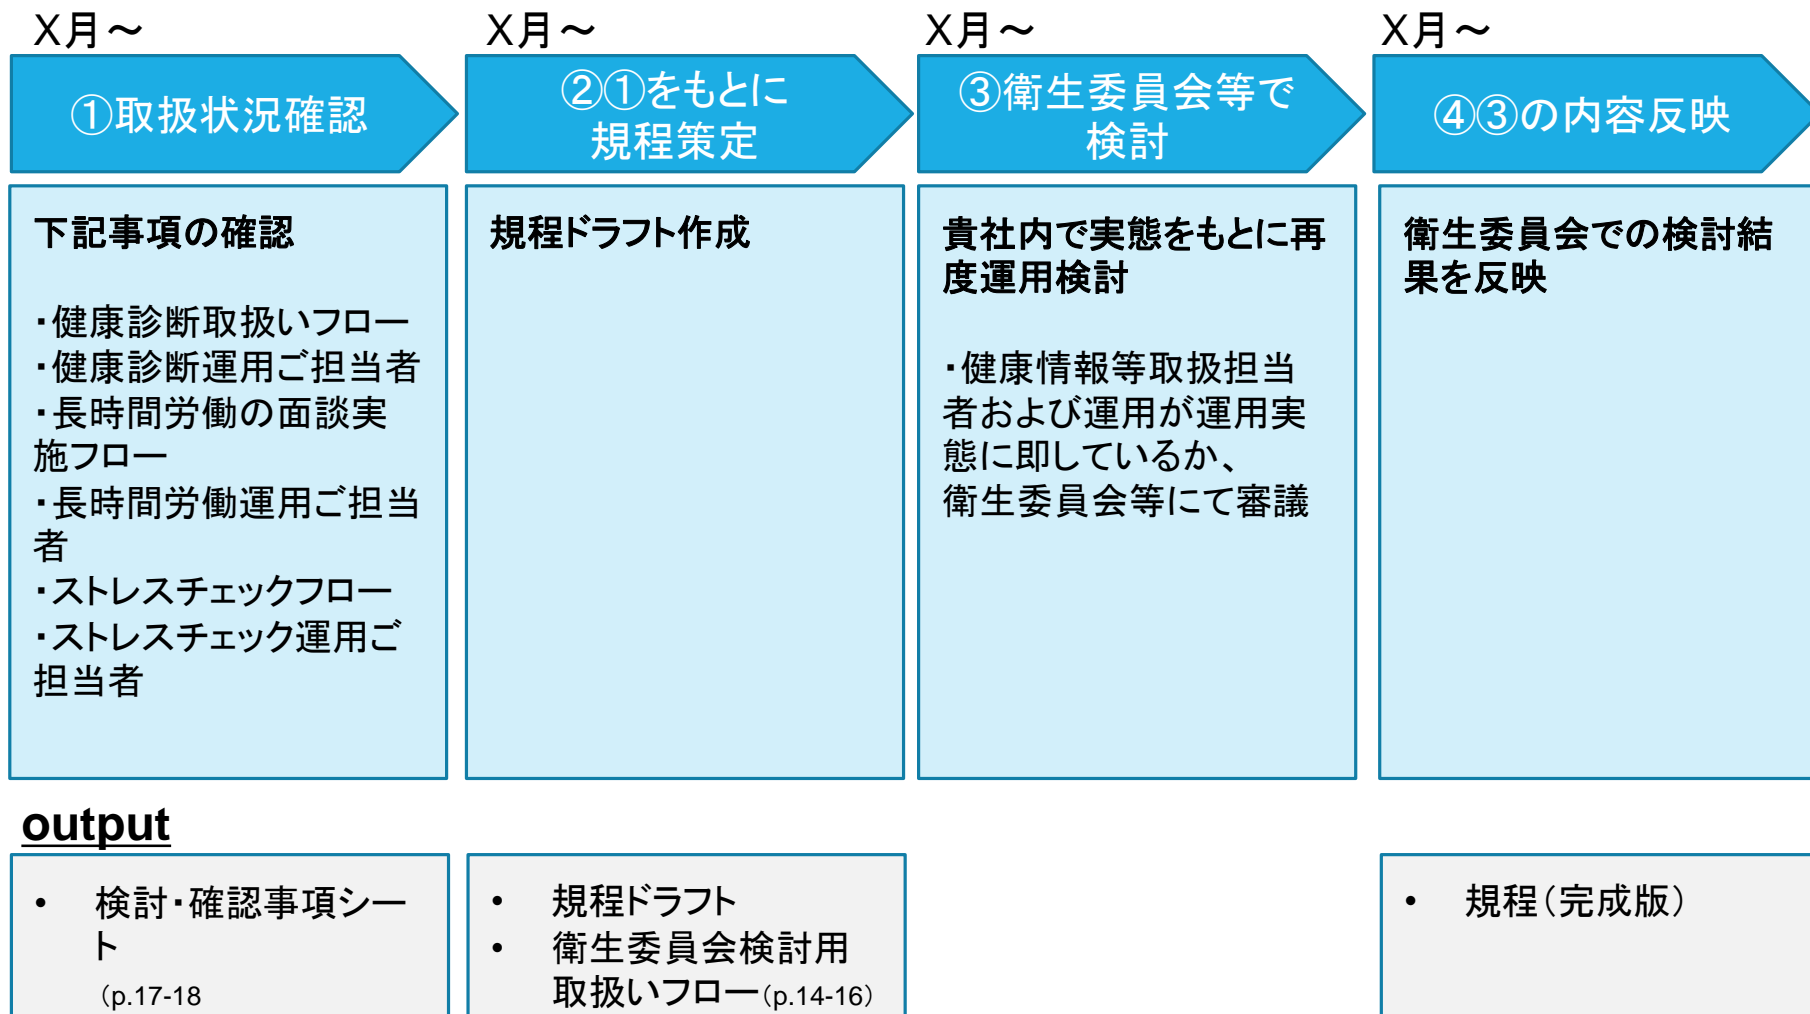 X月～
X月～
X月～
X月～
①取扱状況確認
②①をもとに
規程策定
③衛生委員会等で
検討
④③の内容反映
下記事項の確認
・健康診断取扱いフロー
・健康診断運用ご担当者
・長時間労働の面談実
施フロー
・長時間労働運用ご担当
者
・ストレスチェックフロー
・ストレスチェック運用ご
担当者
規程ドラフト作成
貴社内で実態をもとに再
度運用検討
・健康情報等取扱担当
者および運用が運用実
態に即しているか、
衛生委員会等にて審議
衛生委員会での検討結
果を反映
output
• 検討・確認事項シー
ト
（p.17-18
• 規程ドラフト
• 衛生委員会検討用
取扱いフロー（p.14-16）
• 規程（完成版）